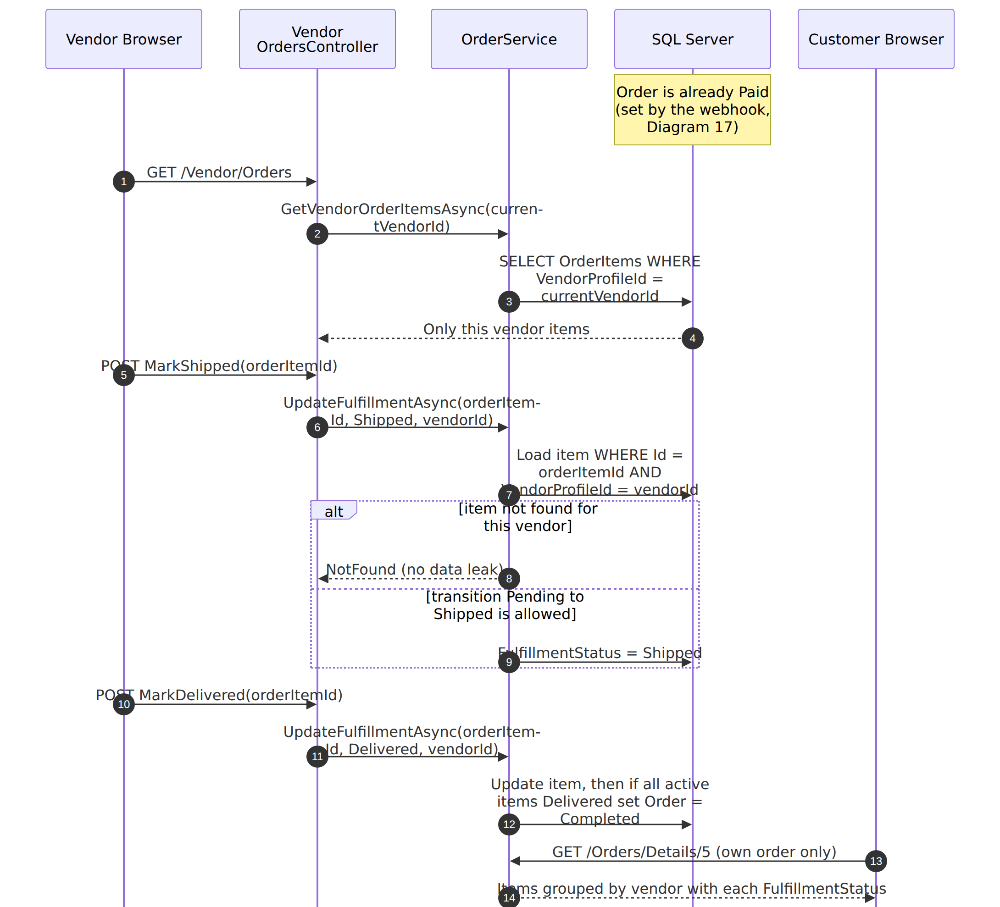 Vendor Browser
Vendor
OrdersController
OrderService
SQL Server
Customer Browser
Order is already Paid
(set by the webhook,
Diagram 17)
GET /Vendor/Orders
1
GetVendorOrderItemsAsync(curren-
tVendorId)
2
SELECT OrderItems WHERE
VendorProfileId =
currentVendorId
3
Only this vendor items
4
POST MarkShipped(orderItemId)
5
UpdateFulfillmentAsync(orderItem-
Id, Shipped, vendorId)
6
Load item WHERE Id =
orderItemId AND
VendorProfileId = vendorId
7
alt
[item not found for
this vendor]
NotFound (no data leak)
8
[transition Pending to
Shipped is allowed]
FulfillmentStatus = Shipped
9
POST MarkDelivered(orderItemId)
10
UpdateFulfillmentAsync(orderItem-
Id, Delivered, vendorId)
11
Update item, then if all active
items Delivered set Order =
Completed
12
GET /Orders/Details/5 (own order only)
13
Items grouped by vendor with each FulfillmentStatus
14